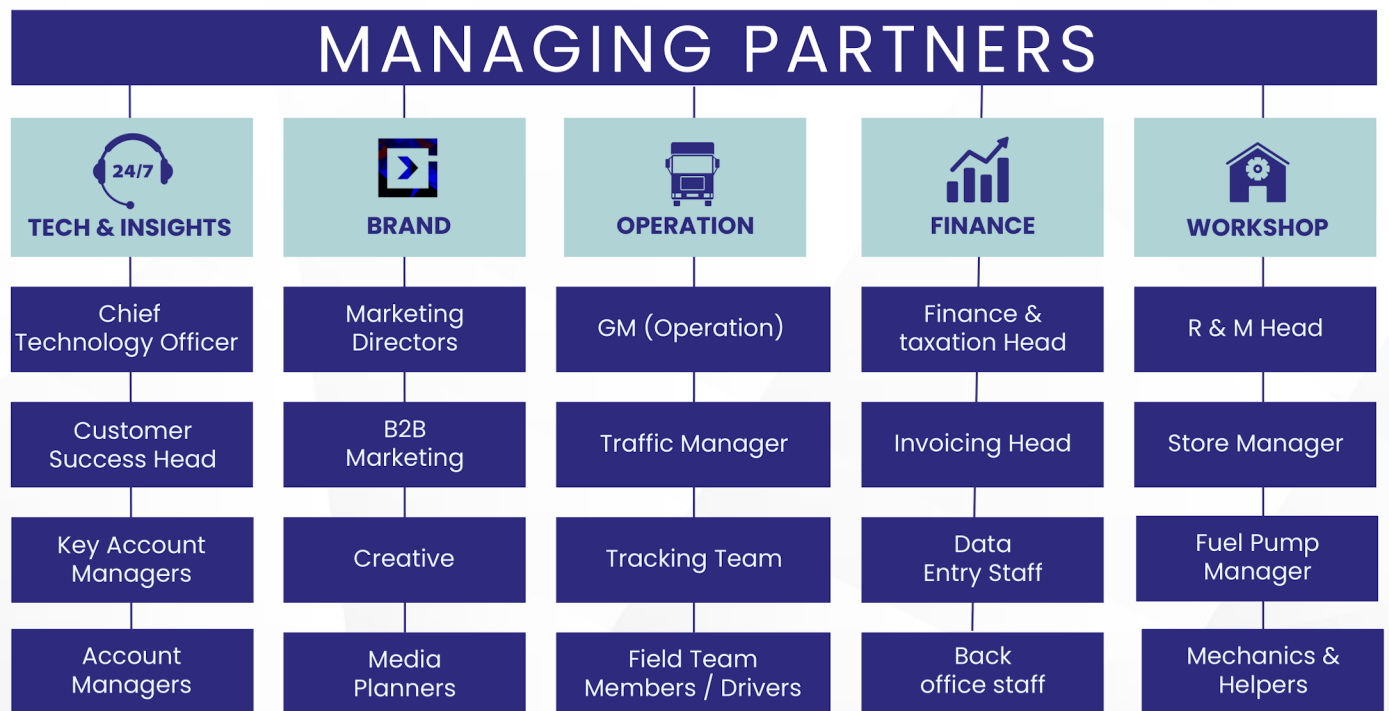 MANAGING PARTNERS
24/7
TECH & INSIGHTS
Chief
Technology Officer
Customer
Success Head
Key Account
Managers
Account
Managers
BRAND
Marketing
Directors
B2B
Marketing
Creative
Media
Planners
OPERATION
GM (Operation)
Traffic Manager
Tracking Team
Field Team
Members / Drivers
FINANCE
Finance &
taxation Head
Invoicing Head
Data
Entry Staff
Back
office staff
WORKSHOP
R & M Head
Store Manager
Fuel Pump
Manager
Mechanics &
Helpers